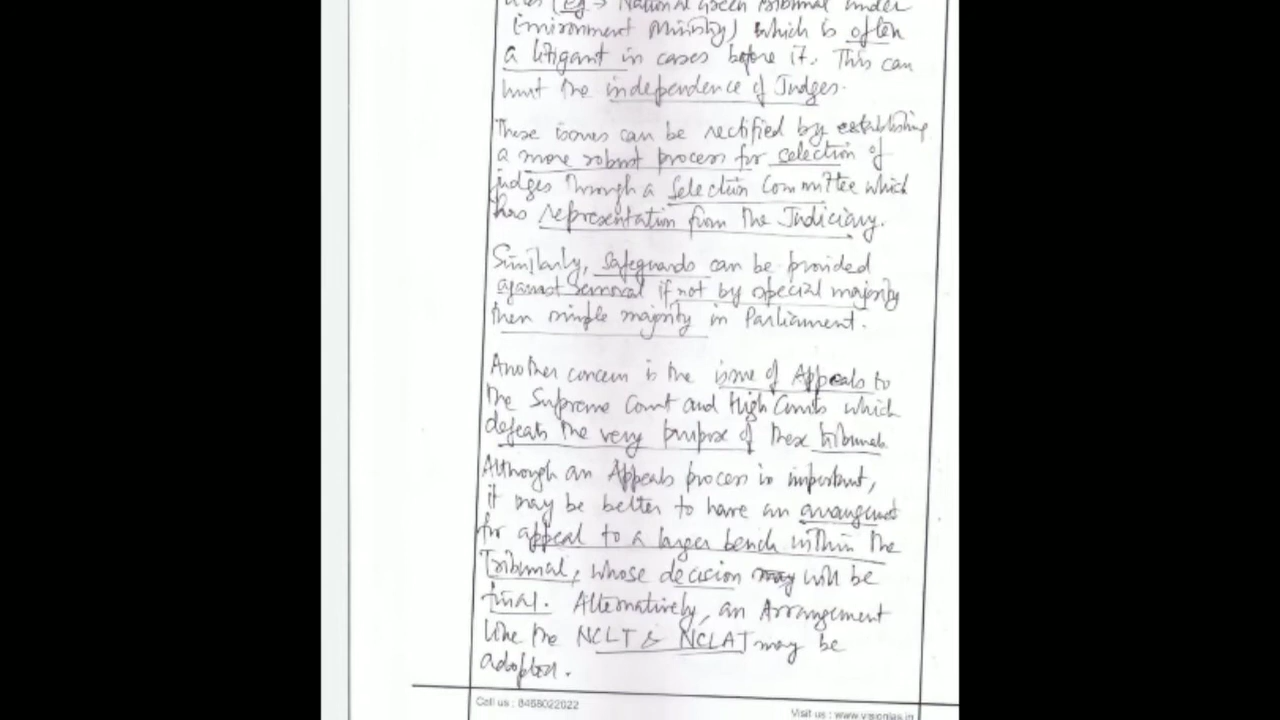 (eg → National Green Tribunal under
Environment Ministry) which is often
a litigant in cases before it. This can
hurt the independence of Judges.
These issues can be rectified by establishing
a more robust process for selection of
judges through a Selection Committee which
has representation from the Judiciary.
Similarly, safeguards can be provided
against removal if not by special majority
then simple majority in Parliament.
Another concern is the issue of Appeals to
the Supreme Court and High Courts which
defeats the very purpose of these tribunals.
Although an Appeals process is important,
it may be better to have an arrangement
for appeal to a larger bench within the
Tribunal, whose decision may will be
final. Alternatively, an Arrangement
like the NCLT & NCLAT may be
adopted.
Call us : 8468022022
Visit us : www.visionias.in